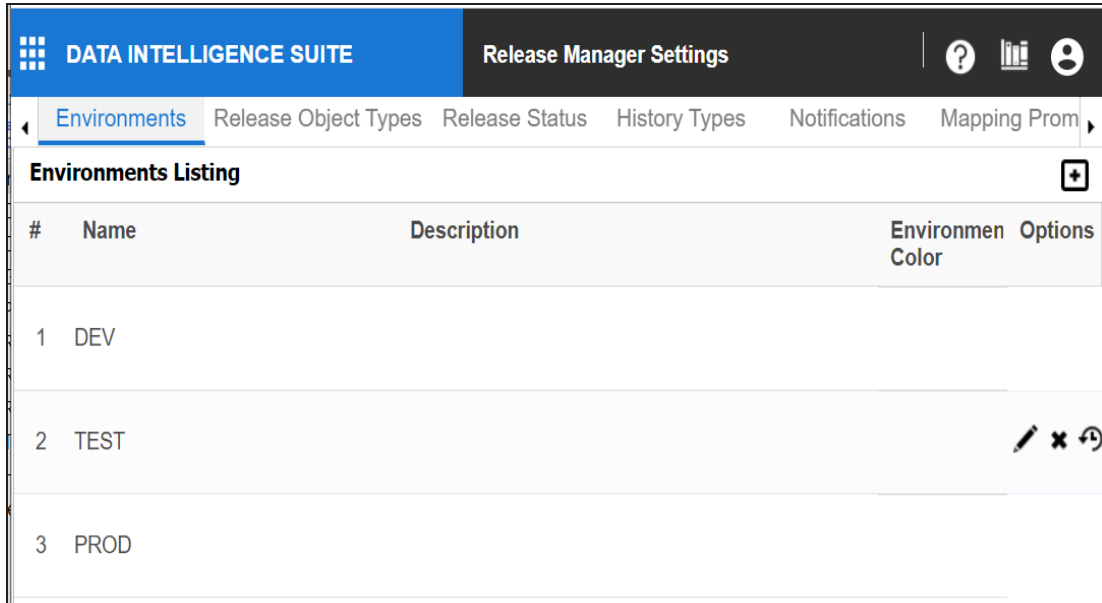 DATA INTELLIGENCE SUITE Release Manager Settings
Environments Release Object Types Release Status History Types Notifications Mapping Prom
Environments Listing
# Name Description Environmen Options
Color
1 DEV
2 TEST
3 PROD